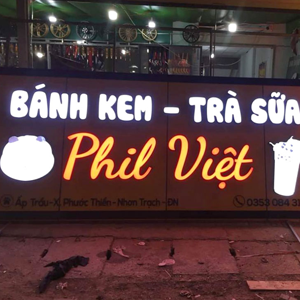 BÁNH KEM - TRÀ SỮA
Phil Việt
Ấp Trầu-X. Phước Thiền - Nhơn Trạch - ĐN
0353 084 3